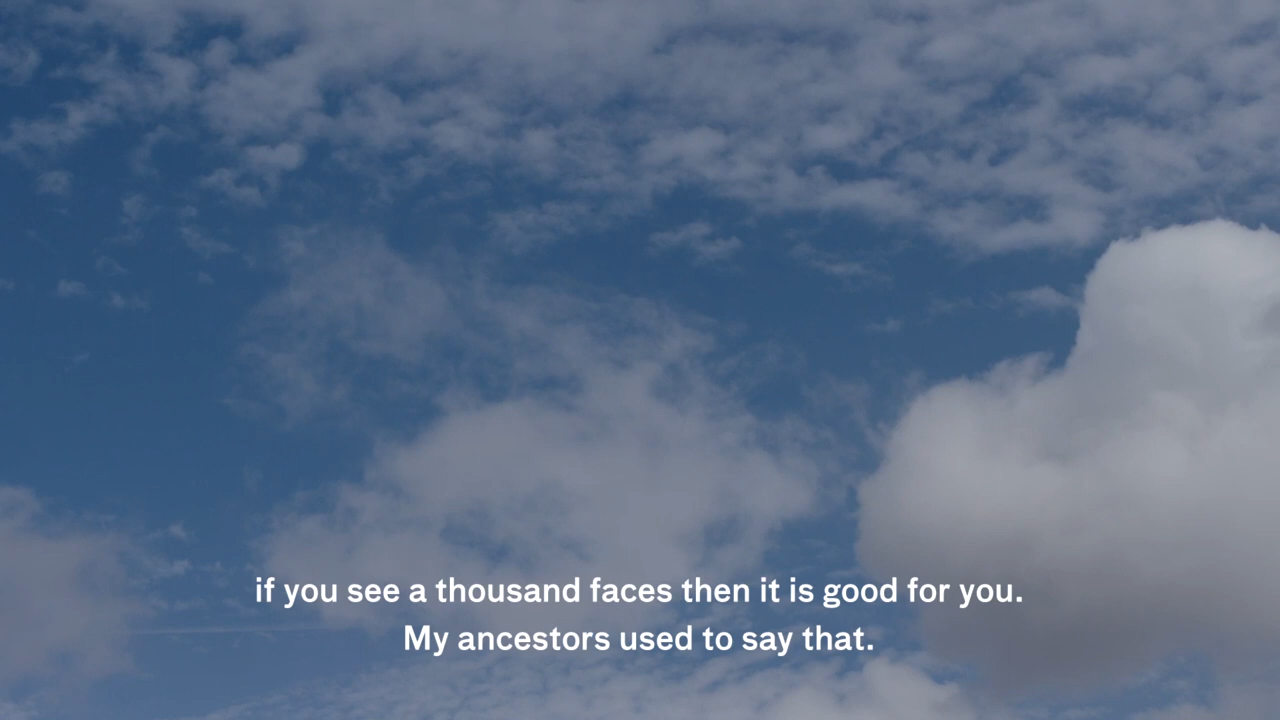 if you see a thousand faces then it is good for you.
My ancestors used to say that.